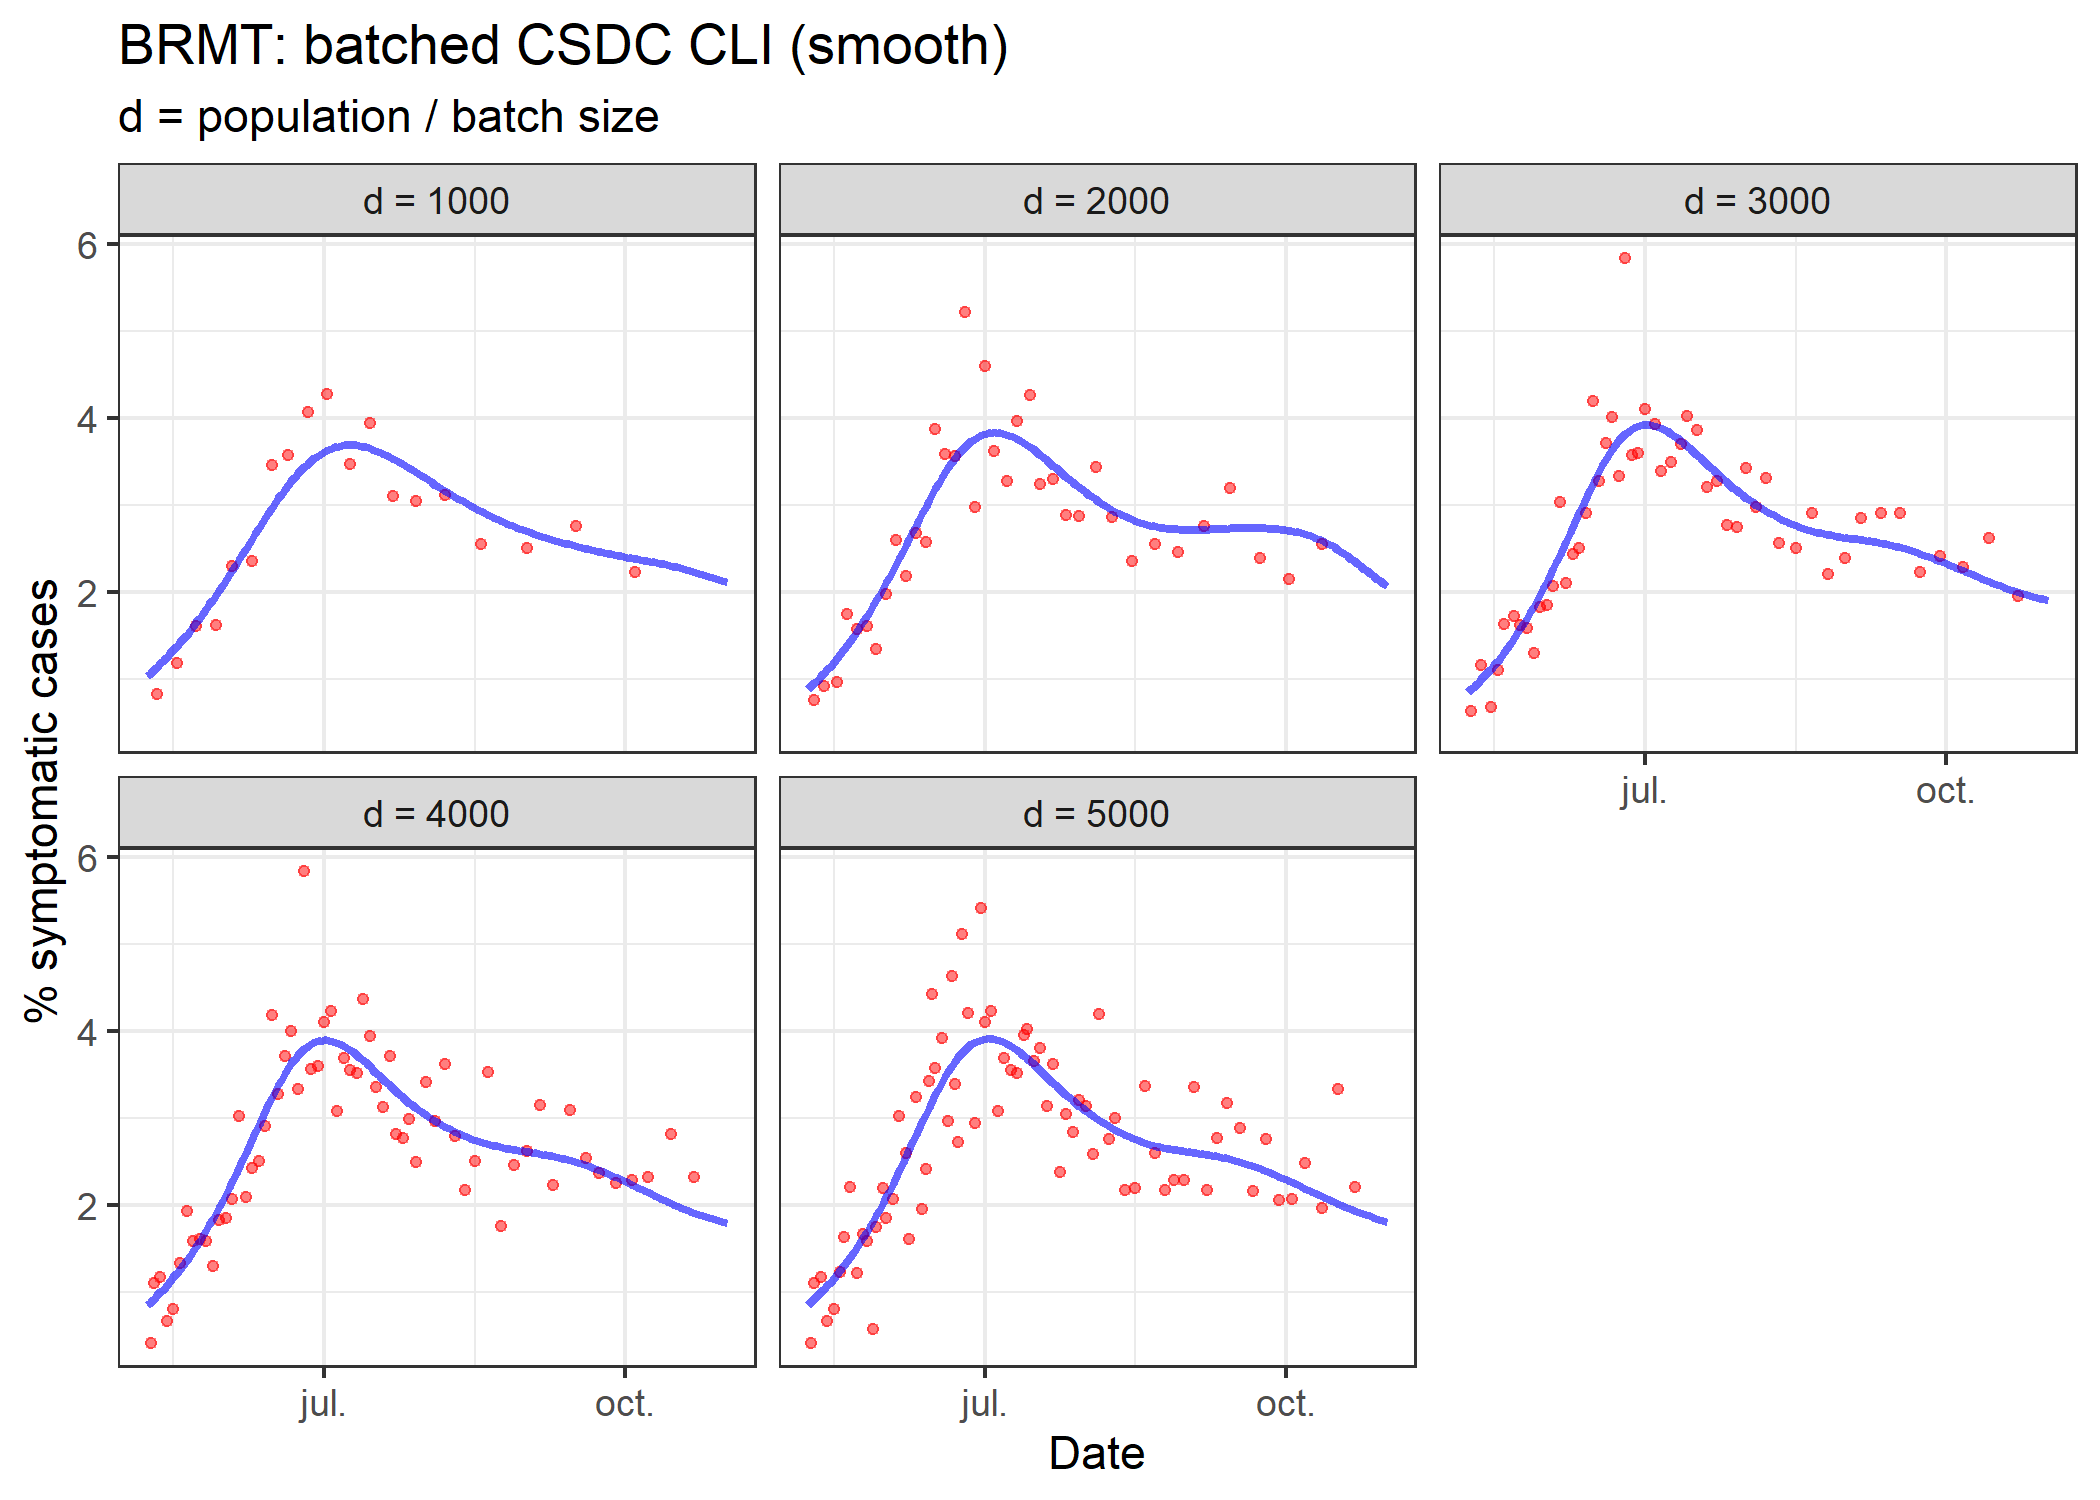 BRMT: batched CSDC CLI (smooth)
d = population / batch size
d = 1000
d = 2000
d = 3000
6
4
2
jul.
oct.
d = 4000
d = 5000
6
4
2
jul.
oct.
jul.
oct.
% symptomatic cases
Date